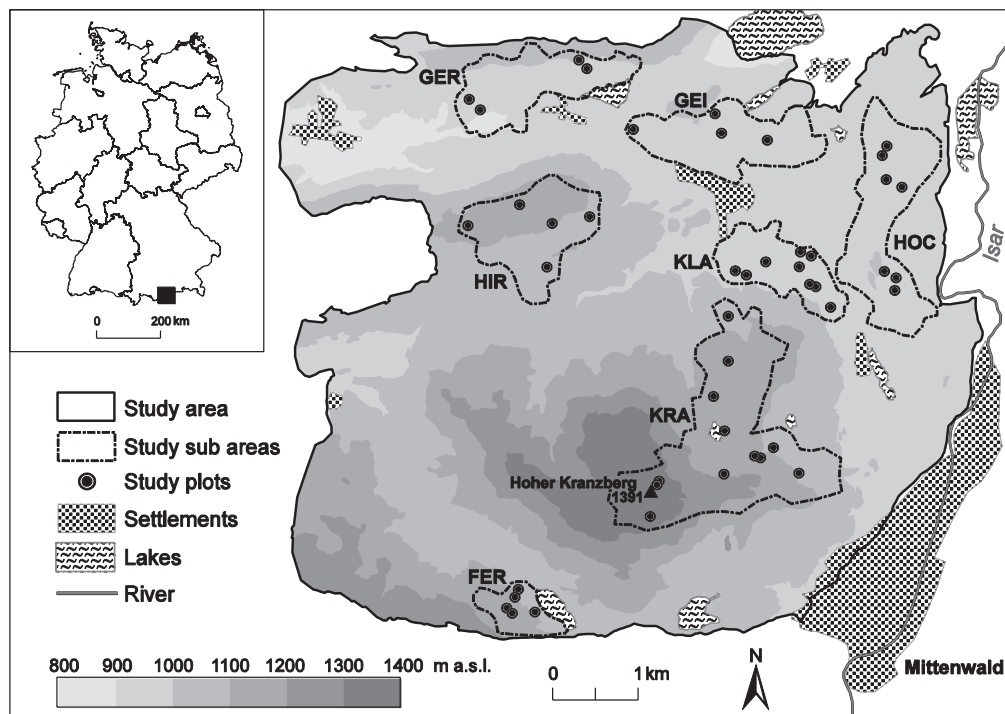 GER
GEI
HOC
Isar
HIR
KLA
0 200 km
KRA
Hoher Kranzberg
1391
Study area
Study sub areas
Study plots
Settlements
Lakes
River
FER
800 900 1000 1100 1200 1300 1400 m a.s.l.
0 1 km
N
Mittenwald